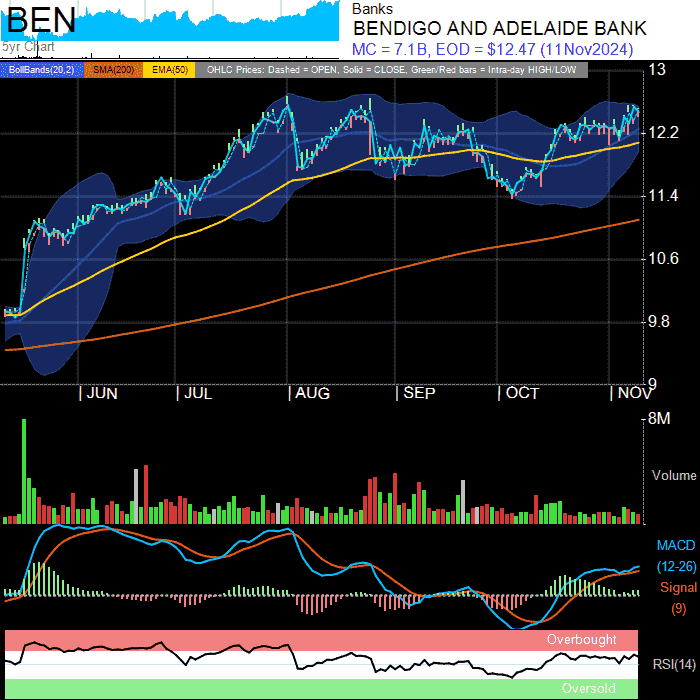 BEN
5yr Chart
Banks
BENDIGO AND ADELAIDE BANK
MC = 7.1B, EOD = $12.47 (11Nov2024)
BollBands(20,2) SMA(200) EMA(50) OHLC Prices: Dashed = OPEN, Solid = CLOSE, Green/Red bars = Intra-day HIGH/LOW
13
12.2
11.4
10.6
9.8
9
JUN JUL AUG SEP OCT NOV
8M
Volume
MACD
(12-26)
Signal
(9)
Overbought
RSI(14)
Oversold